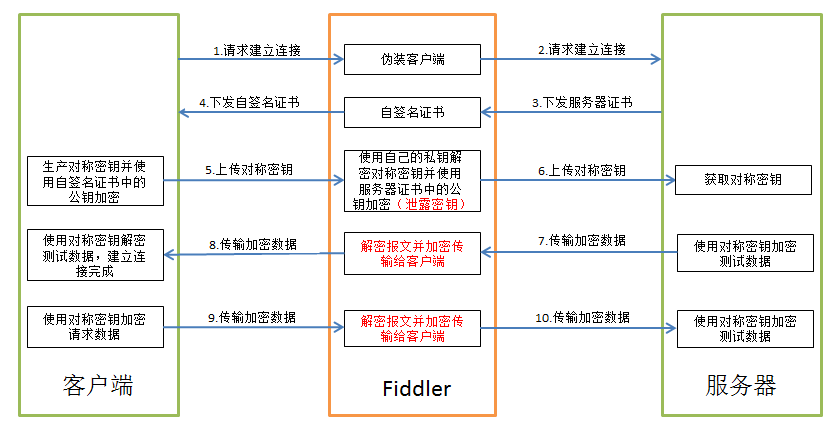 1.请求建立连接
伪装客户端
2.请求建立连接
4.下发自签名证书
自签名证书
3.下发服务器证书
生产对称密钥并使
用自签名证书中的
公钥加密
5.上传对称密钥
使用自己的私钥解
密对称密钥并使用
服务器证书中的公
钥加密（泄露密钥）
6.上传对称密钥
获取对称密钥
使用对称密钥解密
测试数据，建立连
接完成
8.传输加密数据
解密报文并加密传
输给客户端
7.传输加密数据
使用对称密钥加密
测试数据
使用对称密钥加密
请求数据
9.传输加密数据
解密报文并加密传
输给客户端
10.传输加密数据
使用对称密钥加密
测试数据
客户端
Fiddler
服务器